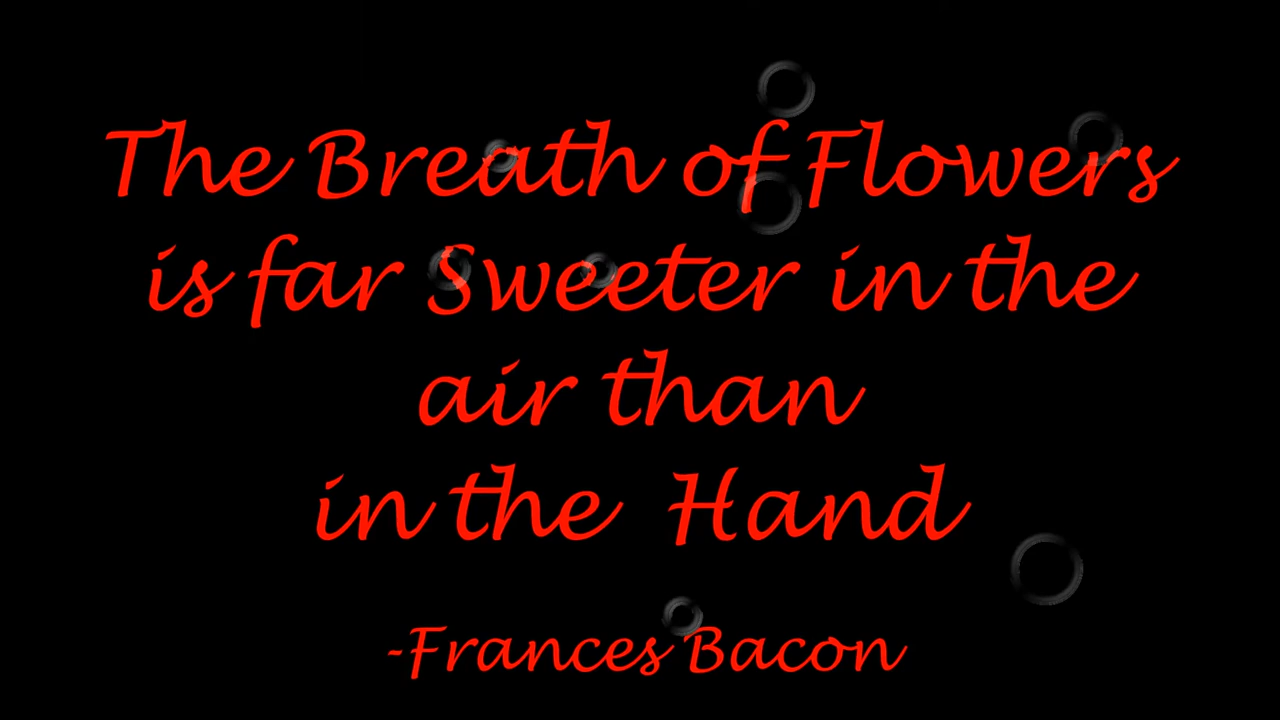 The Breath of Flowers
is far Sweeter in the
air than
in the Hand
-Frances Bacon